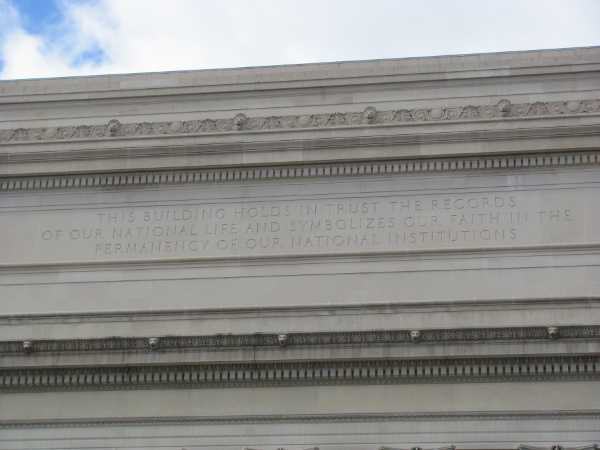 THIS BUILDING HOLDS IN TRUST THE RECORDS
OF OUR NATIONAL LIFE AND SYMBOLIZES OUR FAITH IN THE
PERMANENCY OF OUR NATIONAL INSTITUTIONS